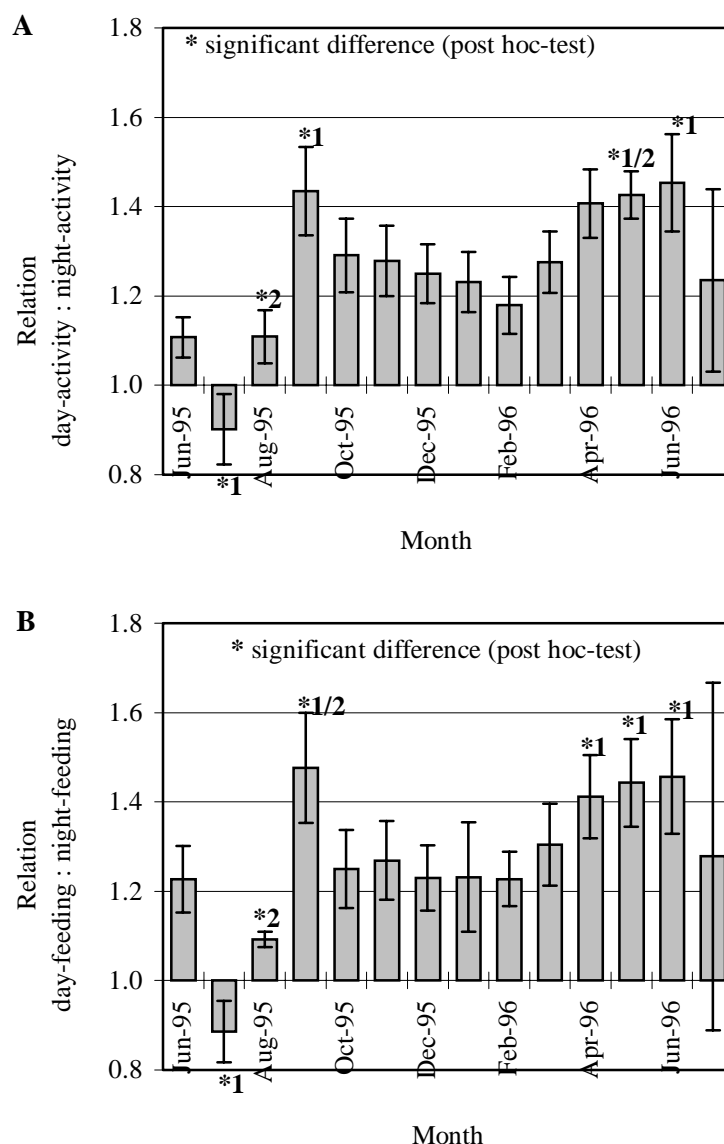 A
* significant difference (post hoc-test)
1.8
1.6
1.4
1.2
1.0
0.8
Relation
day-activity : night-activity
*1
*2
*1
*1/2
*1
Jun-95
Aug-95
Oct-95
Dec-95
Feb-96
Apr-96
Jun-96
Month
B
* significant difference (post hoc-test)
1.8
1.6
1.4
1.2
1.0
0.8
Relation
day-feeding : night-feeding
*1
*2
*1/2
*1
*1
*1
Jun-95
Aug-95
Oct-95
Dec-95
Feb-96
Apr-96
Jun-96
Month